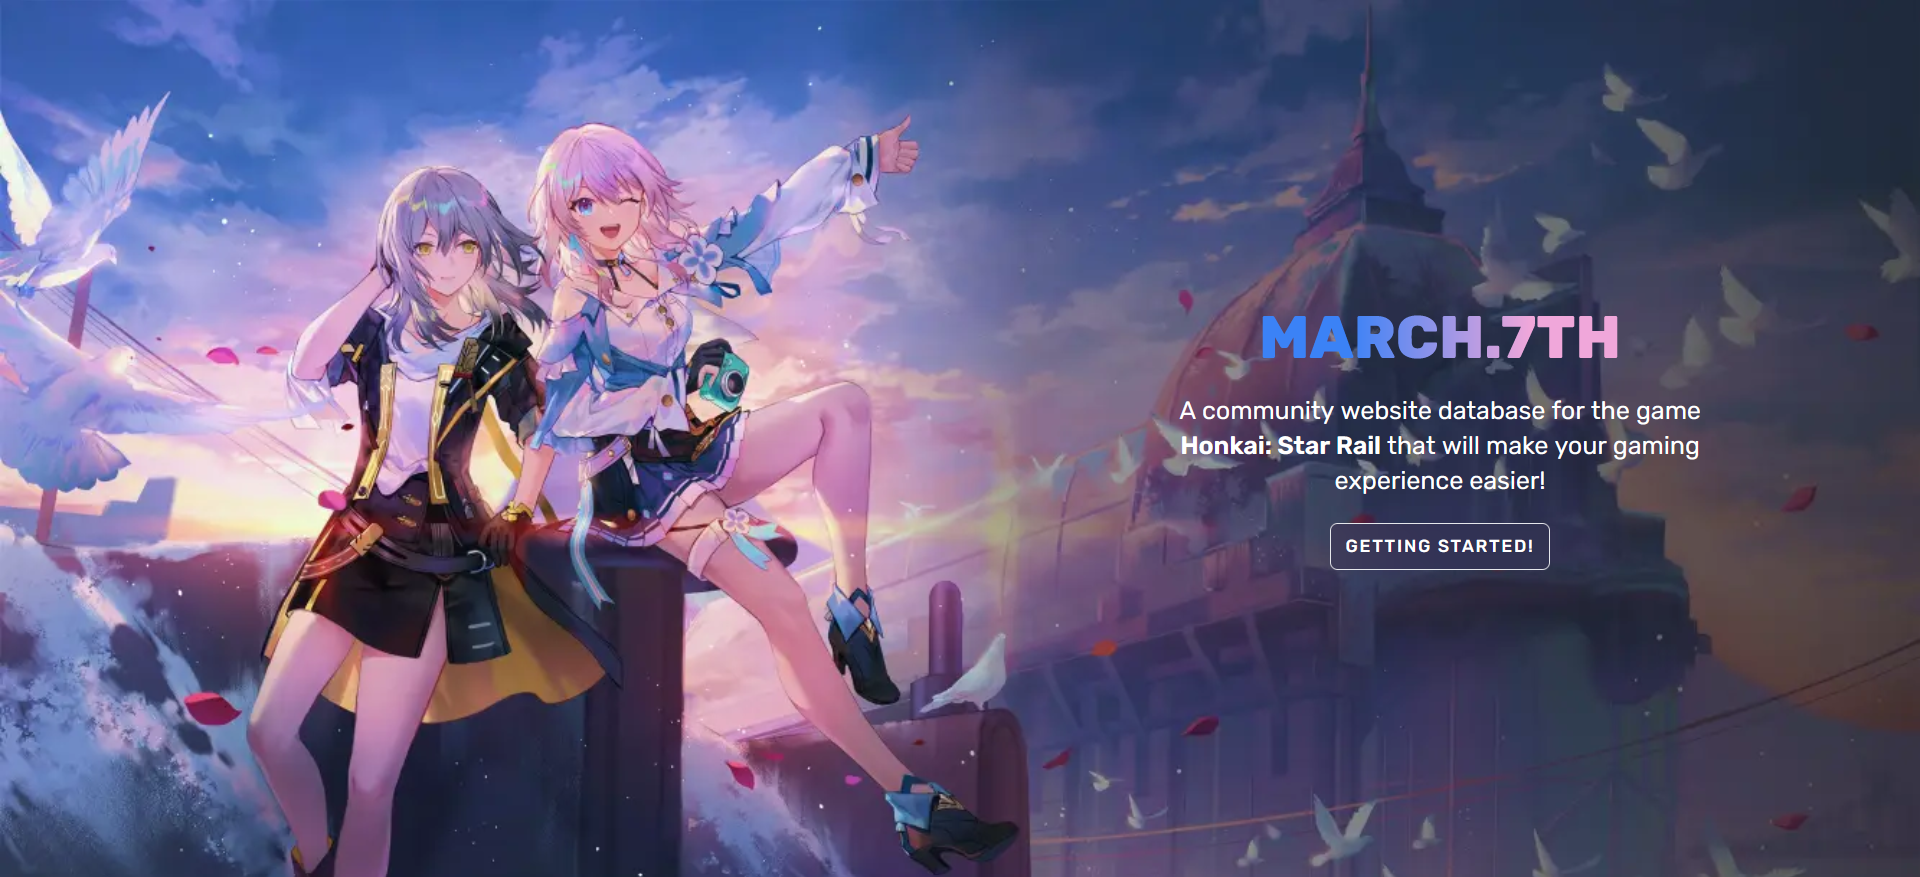 MARCH.7TH
A community website database for the game
Honkai: Star Rail that will make your gaming
experience easier!
GETTING STARTED!